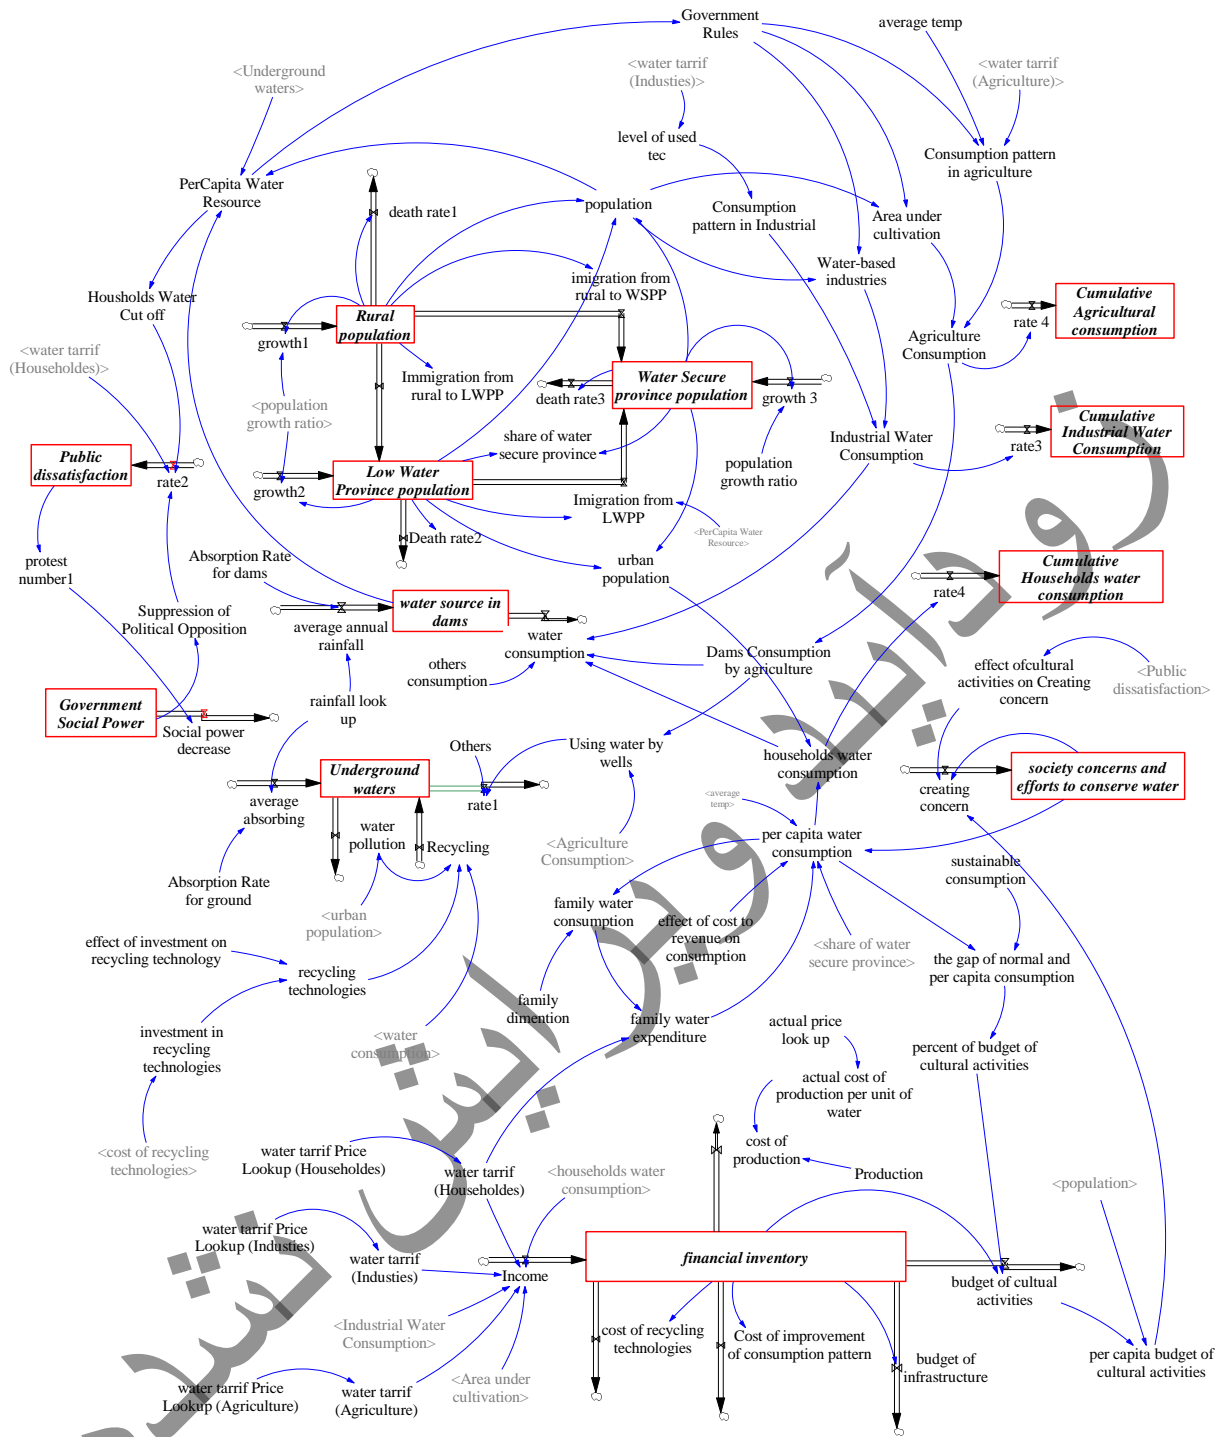 Government
Rules
average temp
<Underground
waters>
<water tarrif
(Industies)>
<water tarrif
(Agriculture)>
level of used
tec
Consumption pattern
in agriculture
PerCapita Water
Resource
death rate1
population
Consumption
pattern in Industrial
Area under
cultivation
Water-based
industries
imigration from
rural to WSPP
Housholds Water
Cut off
Rural
population
growth1
Cumulative
Agricultural
consumption
rate 4
Agriculture
Consumption
<water tarrif
(Householdes)>
Immigration from
rural to LWPP
Water Secure
province population
death rate3
growth 3
<population
growth ratio>
share of water
secure province
population
growth ratio
Industrial Water
Consumption
Cumulative
Industrial Water
Consumption
rate3
Public
dissatisfaction
rate2
Low Water
Province population
growth2
Imigration from
LWPP
<PerCapita Water
Resource>
Death rate2
urban
population
protest
number1
Absorption Rate
for dams
Cumulative
Households water
consumption
rate4
Suppression of
Political Opposition
water source in
dams
average annual
rainfall
water
consumption
others
consumption
Dams Consumption
by agriculture
effect ofcultural
activities on Creating
concern
<Public
dissatisfaction>
Government
Social Power
Social power
decrease
rainfall look
up
Others
Using water by
wells
households water
consumption
society concerns and
efforts to conserve water
creating
concern
Underground
waters
average
absorbing
rate1
water
pollution
Recycling
<average
temp>
per capita water
consumption
<Agriculture
Consumption>
sustainable
consumption
Absorption Rate
for ground
<urban
population>
family water
consumption
effect of cost to
revenue on
consumption
<share of water
secure province>
the gap of normal and
per capita consumption
effect of investment on
recycling technology
recycling
technologies
family
dimention
family water
expenditure
actual price
look up
investment in
recycling
technologies
<water
consumption>
percent of budget of
cultural activities
actual cost of
production per unit of
water
<cost of recycling
technologies>
cost of
production
Production
water tarrif Price
Lookup (Householdes)
water tarrif
(Householdes)
<households water
consumption>
<population>
water tarrif Price
Lookup (Industies)
water tarrif
(Industies)
Income
financial inventory
budget of cultual
activities
<Industrial Water
Consumption>
cost of recycling
technologies
Cost of improvement
of consumption pattern
budget of
infrastructure
per capita budget of
cultural activities
<Area under
cultivation>
water tarrif Price
Lookup (Agriculture)
water tarrif
(Agriculture)
زودآیند ویرایش نشده